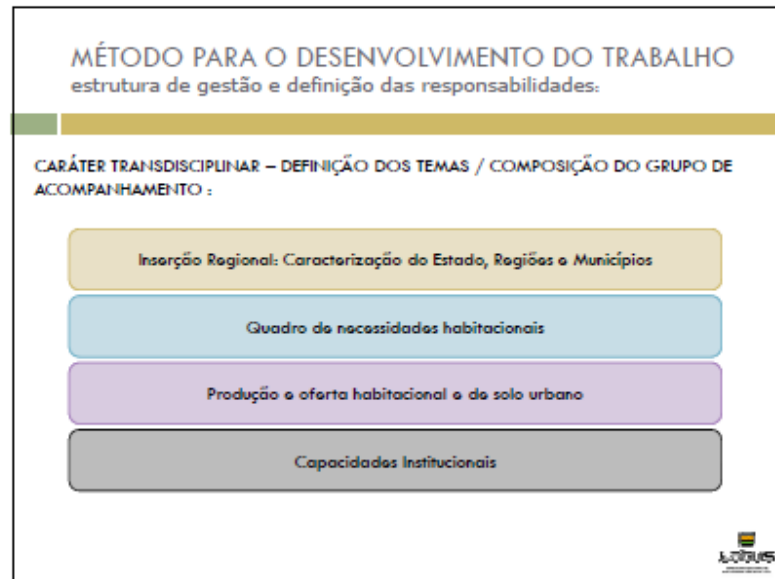 MÉTODO PARA O DESENVOLVIMENTO DO TRABALHO
estrutura de gestão e definição das responsabilidades:
CARÁTER TRANSDISCIPLINAR – DEFINIÇÃO DOS TEMAS / COMPOSIÇÃO DO GRUPO DE
ACOMPANHAMENTO :
Inserção Regional: Caracterização do Estado, Regiões e Municípios
Quadro de necessidades habitacionais
Produção e oferta habitacional e de solo urbano
Capacidades Institucionais